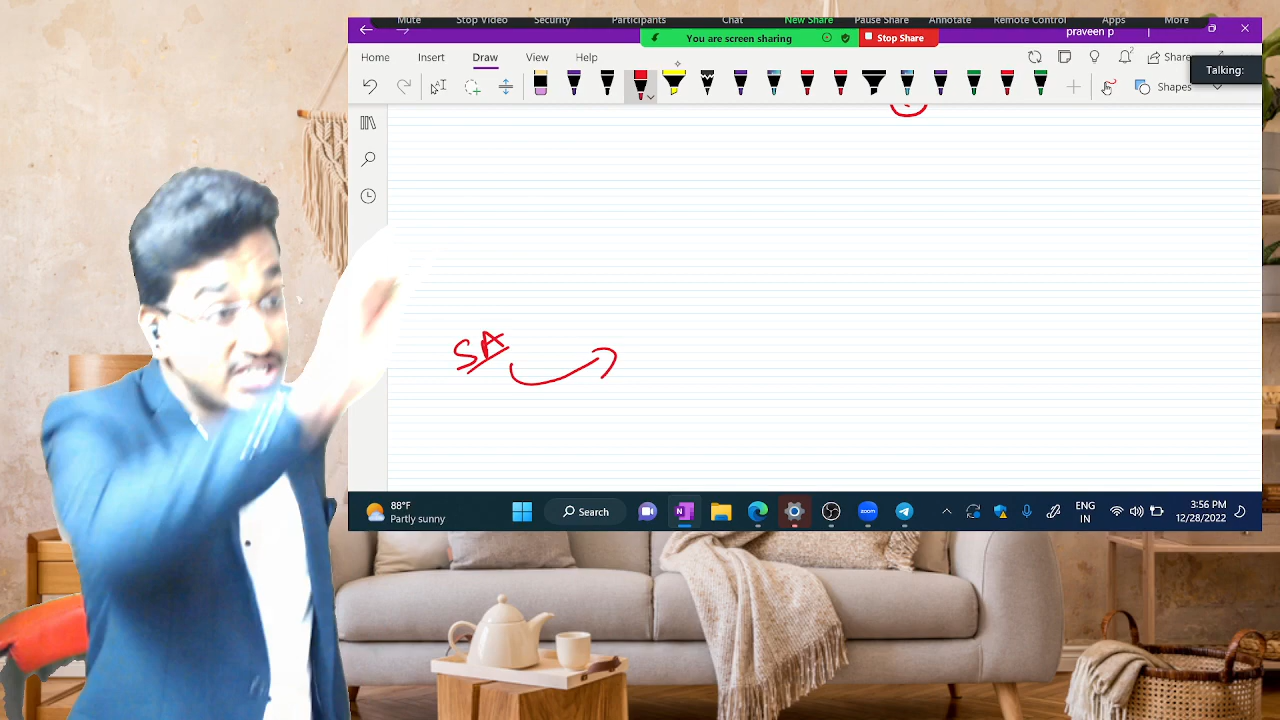 Mute Stop Video Security Participants Chat New Share Pause Share Annotate Remote Control Apps More
praveen p
You are screen sharing Stop Share
Home Insert Draw View Help Share
Talking:
Shapes
SA
88°F
Partly sunny
Search
zoom
ENG
IN
3:56 PM
12/28/2022